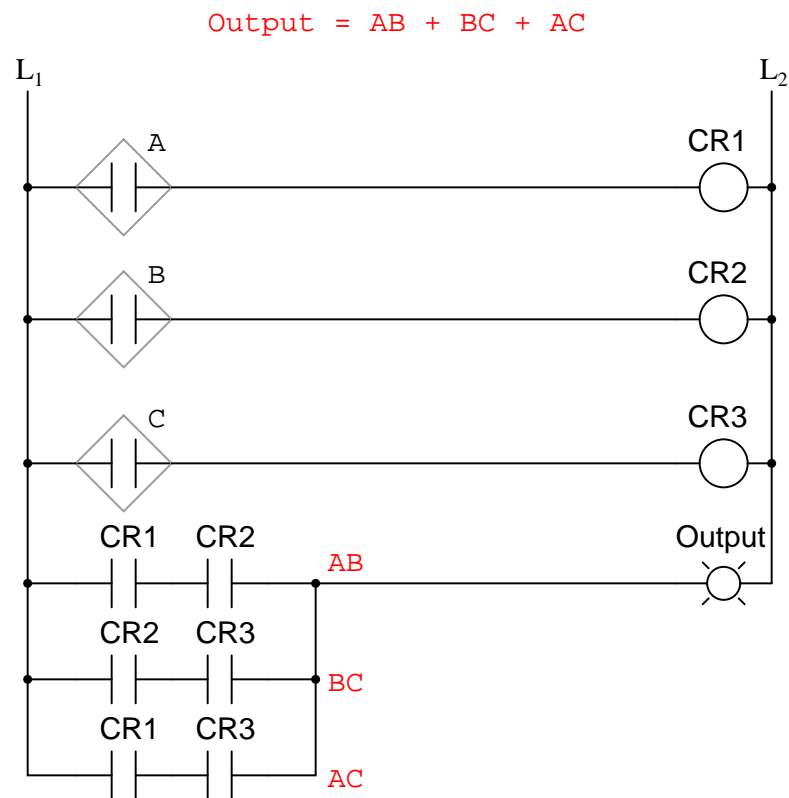 Output = AB + BC + AC
L1 L2
A CR1
B CR2
C CR3
CR1 CR2 AB Output
CR2 CR3 BC
CR1 CR3 AC